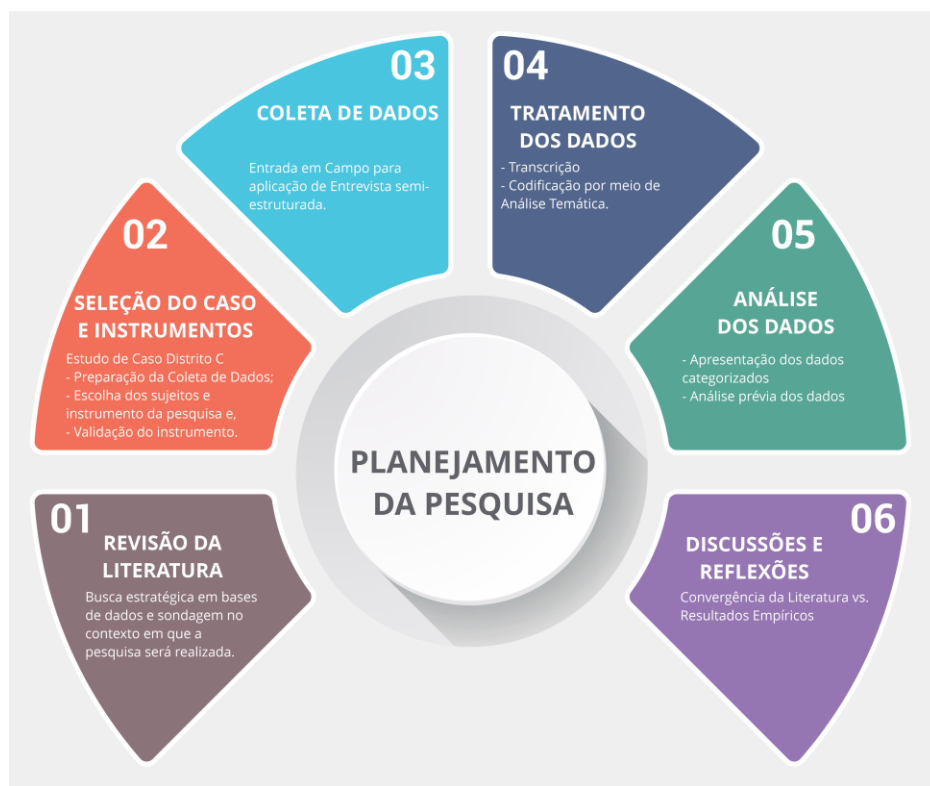 01
REVISÃO DA
LITERATURA
Busca estratégica em bases
de dados e sondagem no
contexto em que a
pesquisa será realizada.
02
SELEÇÃO DO CASO
E INSTRUMENTOS
Estudo de Caso Distrito C
- Preparação da Coleta de Dados;
- Escolha dos sujeitos e
instrumento da pesquisa e,
- Validação do instrumento.
03
COLETA DE DADOS
Entrada em Campo para
aplicação de Entrevista semi-
estruturada.
04
TRATAMENTO
DOS DADOS
- Transcrição
- Codificação por meio de
Análise Temática.
05
ANÁLISE
DOS DADOS
- Apresentação dos dados
categorizados
- Análise prévia dos dados
06
DISCUSSÕES E
REFLEXÕES
Convergência da Literatura vs.
Resultados Empíricos
PLANEJAMENTO
DA PESQUISA